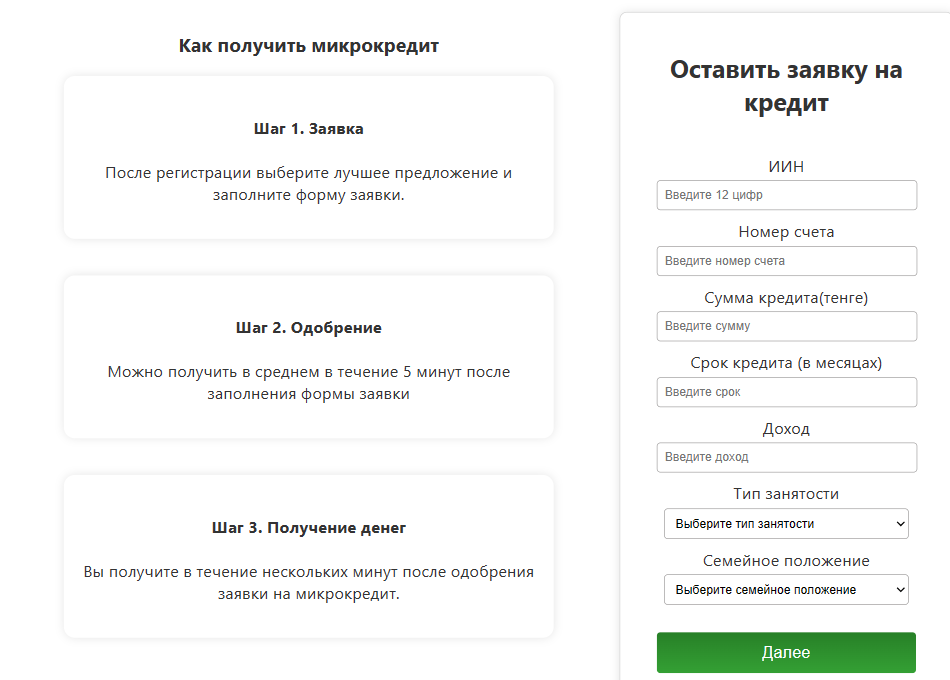 Как получить микрокредит
Шаг 1. Заявка
После регистрации выберите лучшее предложение и
заполните форму заявки.
Шаг 2. Одобрение
Можно получить в среднем в течение 5 минут после
заполнения формы заявки
Шаг 3. Получение денег
Вы получите в течение нескольких минут после одобрения
заявки на микрокредит.
Оставить заявку на
кредит
ИИН
Введите 12 цифр
Номер счета
Введите номер счета
Сумма кредита(тенге)
Введите сумму
Срок кредита (в месяцах)
Введите срок
Доход
Введите доход
Тип занятости
Выберите тип занятости
Семейное положение
Выберите семейное положение
Далее